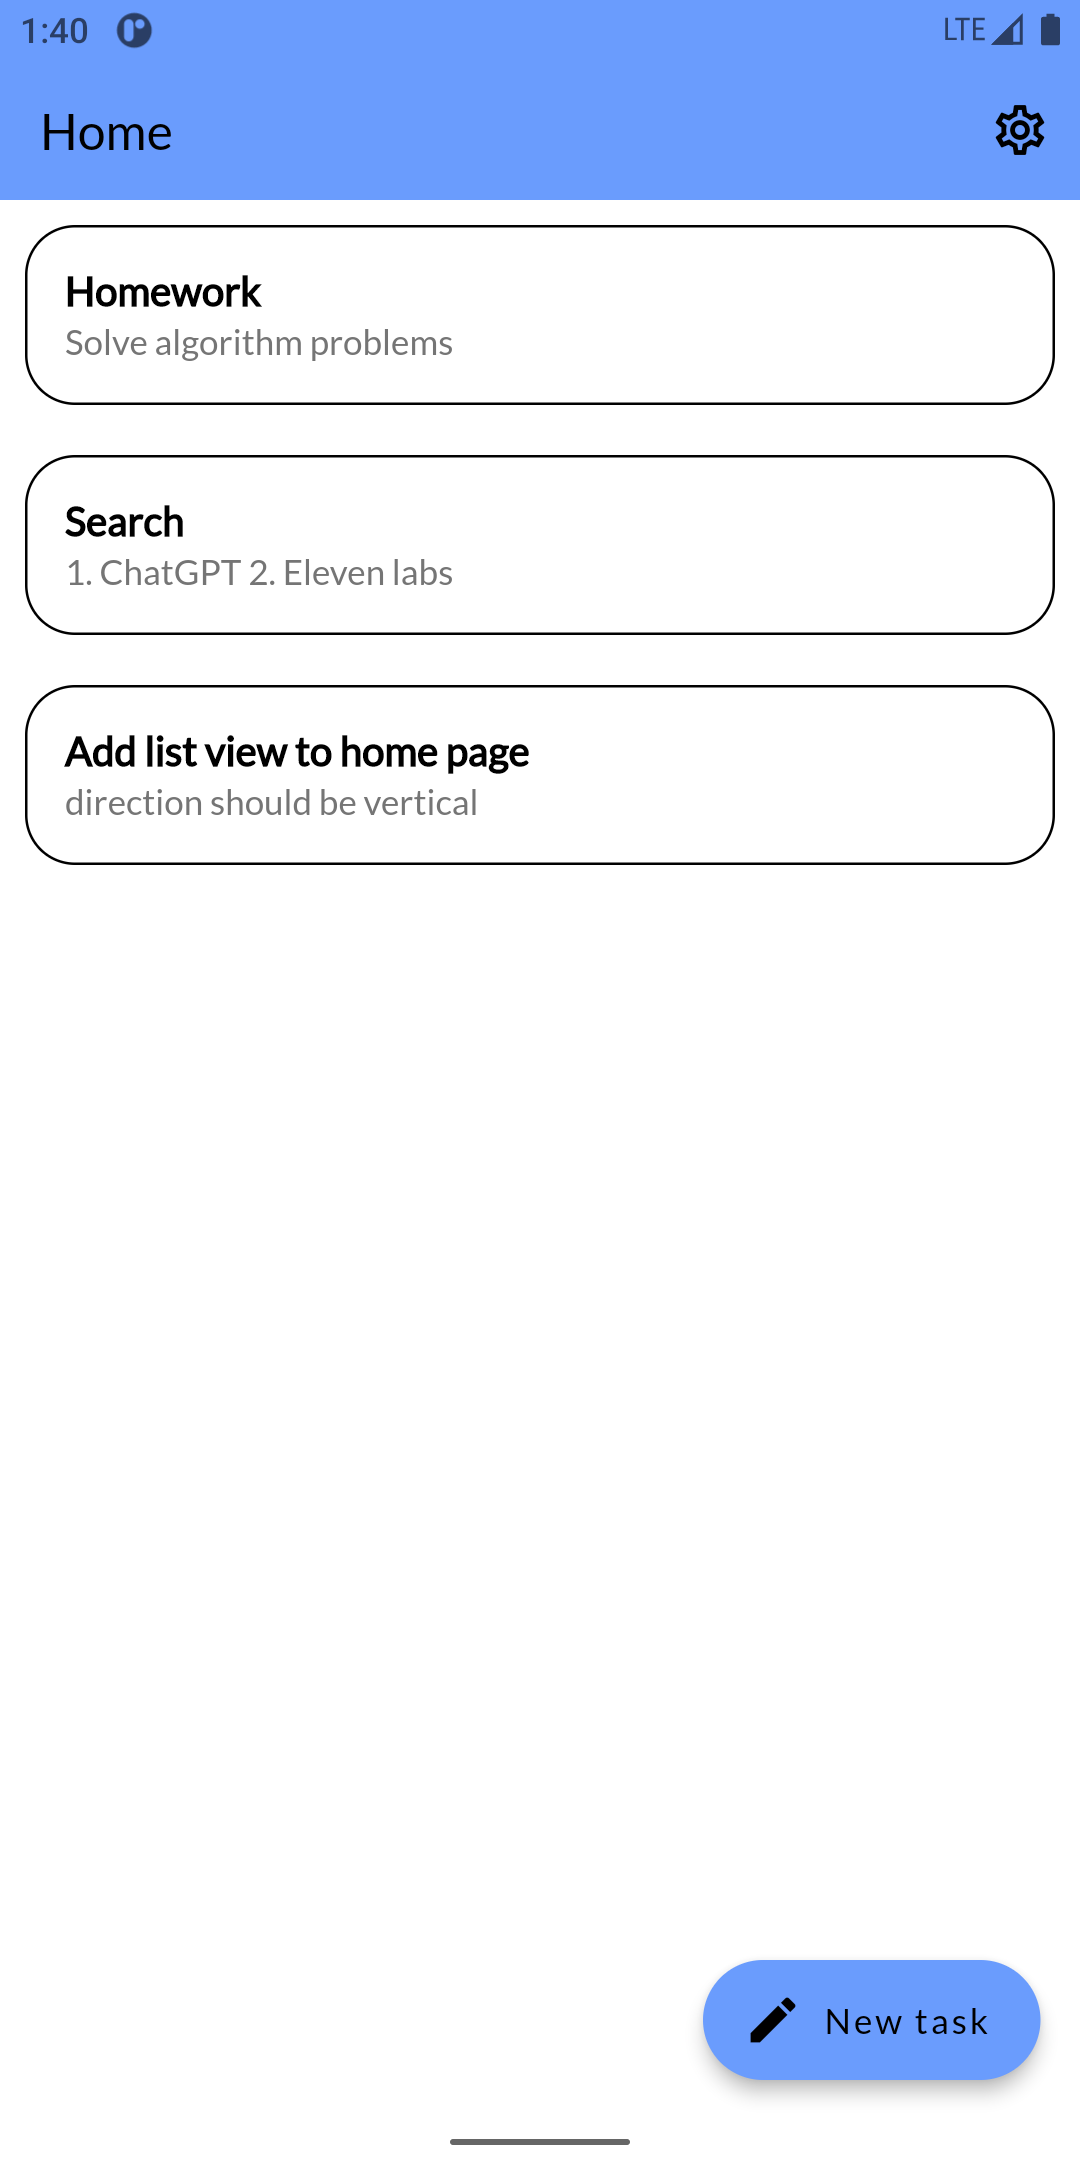 1:40 LTE
Home
Homework
Solve algorithm problems
Search
1. ChatGPT 2. Eleven labs
Add list view to home page
direction should be vertical
New task